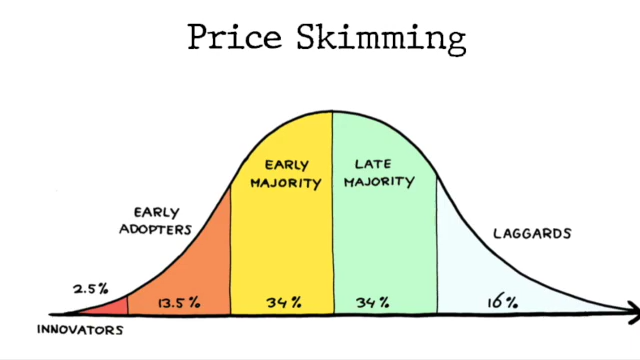 Price Skimming
EARLY
MAJORITY
LATE
MAJORITY
EARLY
ADOPTERS
LAGGARDS
2.5%
13.5%
34%
34%
16%
INNOVATORS